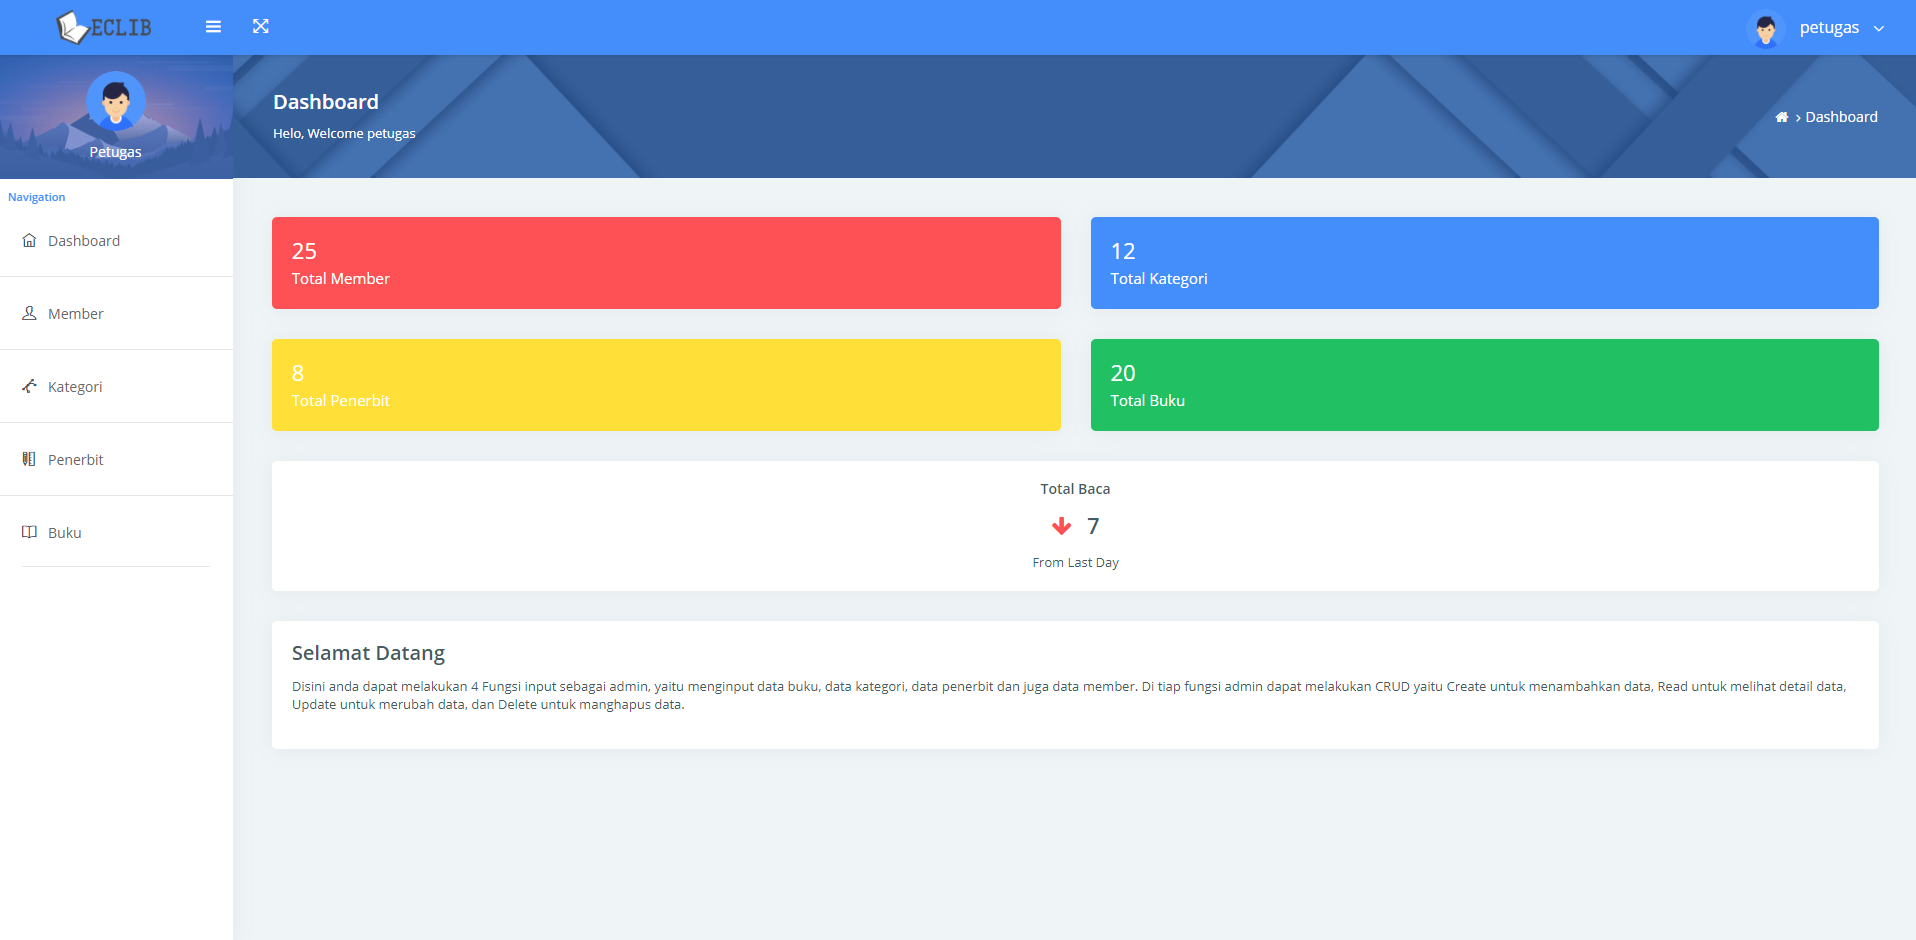 ECLIB
petugas
Petugas
Dashboard
Helo, Welcome petugas
Dashboard
Navigation
Dashboard
Member
Kategori
Penerbit
Buku
25
Total Member
12
Total Kategori
8
Total Penerbit
20
Total Buku
Total Baca
7
From Last Day
Selamat Datang
Disini anda dapat melakukan 4 Fungsi input sebagai admin, yaitu menginput data buku, data kategori, data penerbit dan juga data member. Di tiap fungsi admin dapat melakukan CRUD yaitu Create untuk menambahkan data, Read untuk melihat detail data,
Update untuk merubah data, dan Delete untuk manghapus data.